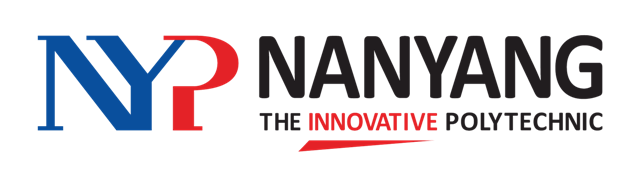 NYP
NANYANG
THE INNOVATIVE POLYTECHNIC